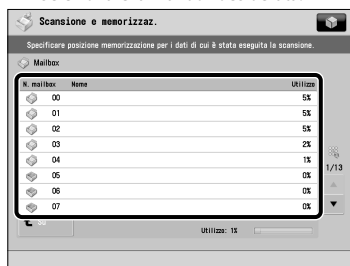 Scansione e memorizzaz.
Specificare posizione memorizzazione per i dati di cui è stata eseguita la scansione.
Mailbox
N. mailbox Nome Utilizzo
00 5%
01 5%
02 5%
03 2%
04 1%
05 0%
06 0%
07 0%
1/13
Utilizzo: 1%